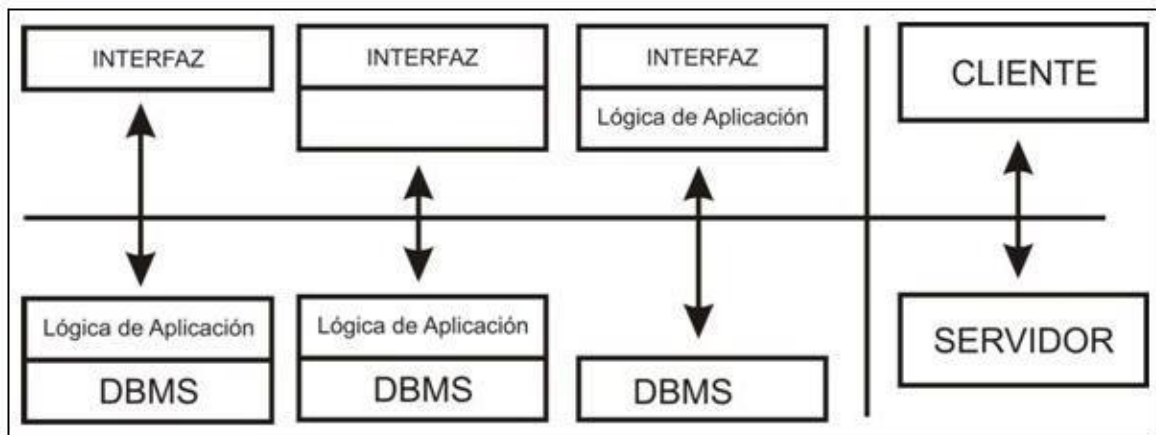 INTERFAZ
INTERFAZ
INTERFAZ
Lógica de Aplicación
CLIENTE
Lógica de Aplicación
DBMS
Lógica de Aplicación
DBMS
DBMS
SERVIDOR